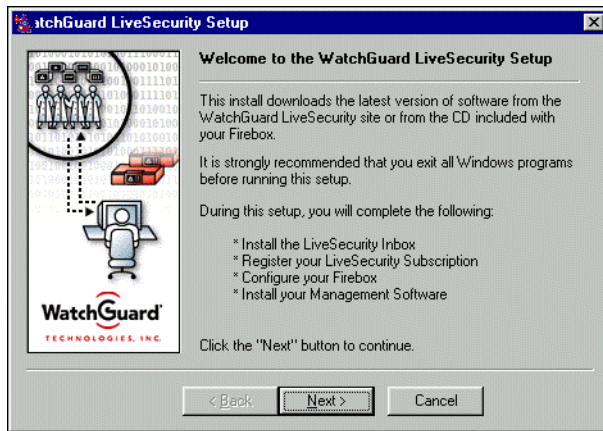 atchGuard LiveSecurity Setup
Welcome to the WatchGuard LiveSecurity Setup
This install downloads the latest version of software from the
WatchGuard LiveSecurity site or from the CD included with
your Firebox.
It is strongly recommended that you exit all Windows programs
before running this setup.
During this setup, you will complete the following:
* Install the LiveSecurity Inbox
* Register your LiveSecurity Subscription
* Configure your Firebox
* Install your Management Software
WatchGuard
TECHNOLOGIES, INC.
Click the "Next" button to continue.
< Back
Next >
Cancel